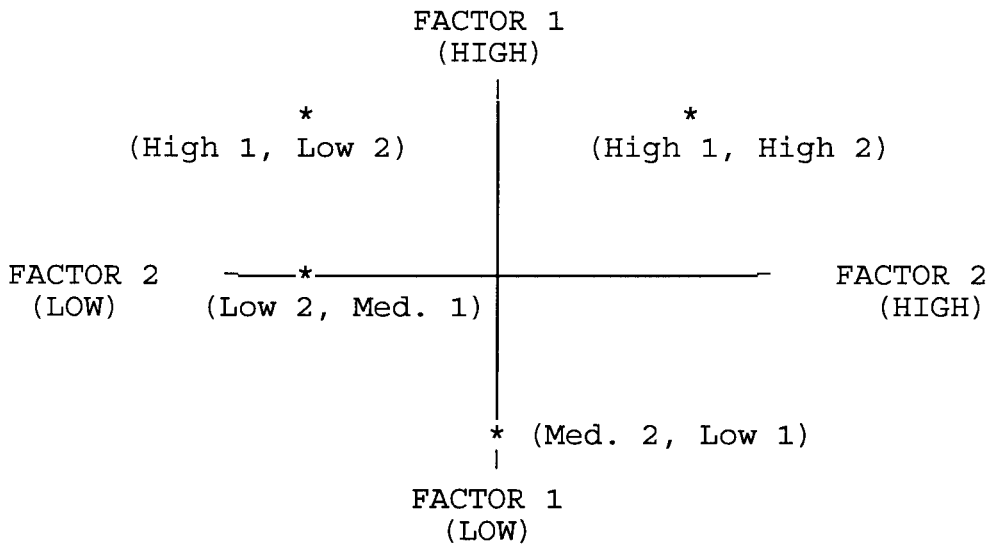 FACTOR 1
(HIGH)
*
*
(High 1, Low 2)
(High 1, High 2)
FACTOR 2
(LOW)
*
(Low 2, Med. 1)
FACTOR 2
(HIGH)
* (Med. 2, Low 1)
FACTOR 1
(LOW)